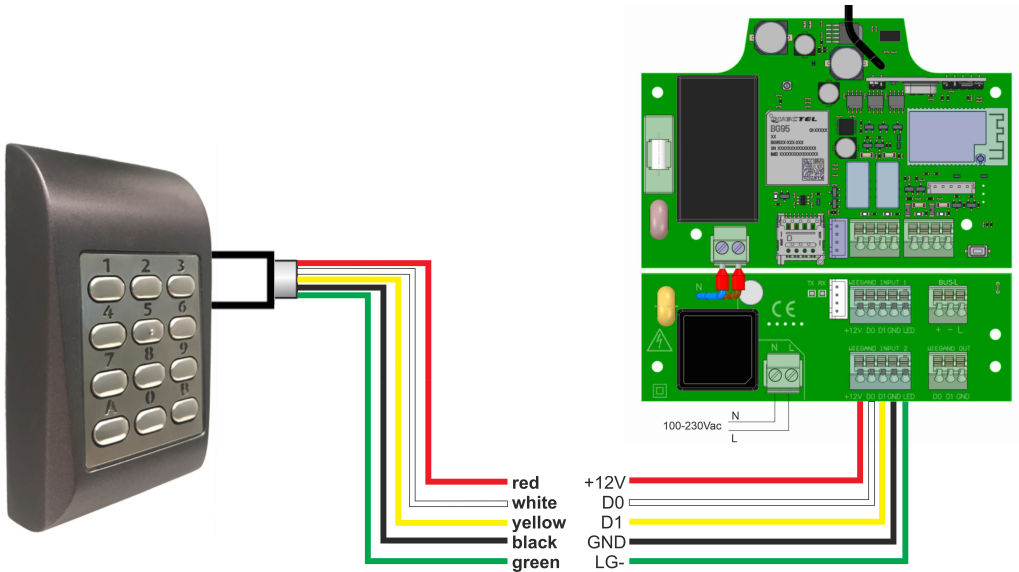 1 2 3
4 5 6
7 8 9
A 0 B
QUECTEL
BG95
XX
N
TX RX
WIEGAND INPUT 1
BUS-L
+12V D0 D1 GND LED
+ - L
CE
N L
WIEGAND INPUT 2
WIEGAND OUT
+12V D0 D1 GND LED
D0 D1 GND
100-230Vac
N
L
red +12V
white D0
yellow D1
black GND
green LG-